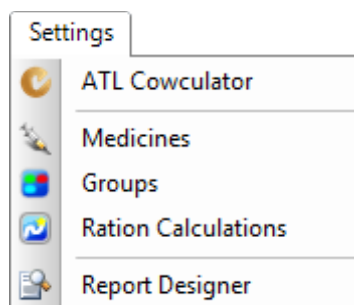 Settings
ATL Cowculator
Medicines
Groups
Ration Calculations
Report Designer